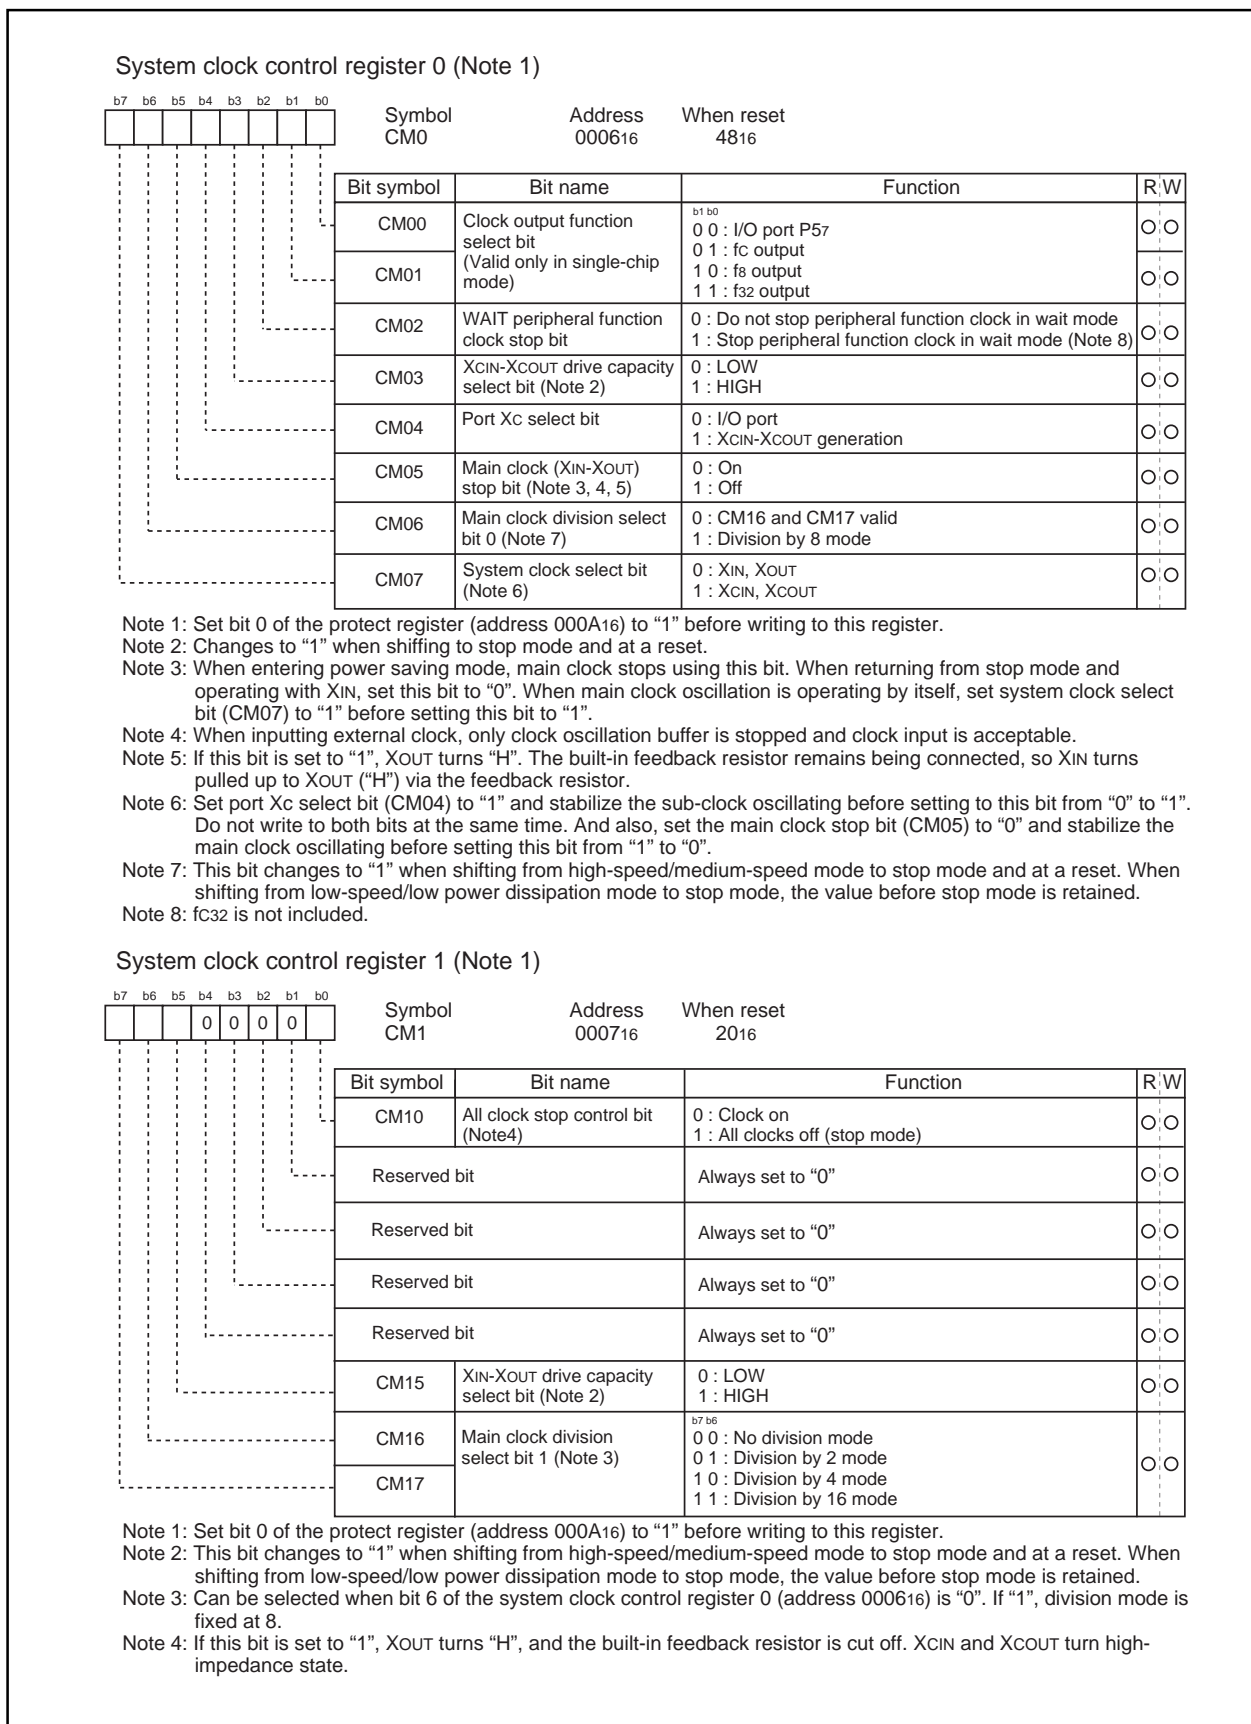 System clock control register 0 (Note 1)
b7 b6 b5 b4 b3 b2 b1 b0
Symbol Address When reset
CM0 000616 4816
Bit symbol Bit name Function R W
CM00 Clock output function select bit (Valid only in single-chip mode)
b1 b0
0 0 : I/O port P57
0 1 : fC output
CM01 1 0 : f8 output
1 1 : f32 output
CM02 WAIT peripheral function 0 : Do not stop peripheral function clock in wait mode
clock stop bit 1 : Stop peripheral function clock in wait mode (Note 8)
CM03 XCIN-XCOUT drive capacity 0 : LOW
select bit (Note 2) 1 : HIGH
CM04 Port XC select bit 0 : I/O port
1 : XCIN-XCOUT generation
CM05 Main clock (XIN-XOUT) 0 : On
stop bit (Note 3, 4, 5) 1 : Off
CM06 Main clock division select 0 : CM16 and CM17 valid
bit 0 (Note 7) 1 : Division by 8 mode
CM07 System clock select bit 0 : XIN, XOUT
(Note 6) 1 : XCIN, XCOUT
Note 1: Set bit 0 of the protect register (address 000A16) to “1” before writing to this register.
Note 2: Changes to “1” when shiffing to stop mode and at a reset.
Note 3: When entering power saving mode, main clock stops using this bit. When returning from stop mode and
operating with XIN, set this bit to “0”. When main clock oscillation is operating by itself, set system clock select
bit (CM07) to “1” before setting this bit to “1”.
Note 4: When inputting external clock, only clock oscillation buffer is stopped and clock input is acceptable.
Note 5: If this bit is set to “1”, XOUT turns “H”. The built-in feedback resistor remains being connected, so XIN turns
pulled up to XOUT (“H”) via the feedback resistor.
Note 6: Set port Xc select bit (CM04) to “1” and stabilize the sub-clock oscillating before setting to this bit from “0” to “1”.
Do not write to both bits at the same time. And also, set the main clock stop bit (CM05) to “0” and stabilize the
main clock oscillating before setting this bit from “1” to “0”.
Note 7: This bit changes to “1” when shifting from high-speed/medium-speed mode to stop mode and at a reset. When
shifting from low-speed/low power dissipation mode to stop mode, the value before stop mode is retained.
Note 8: fC32 is not included.
System clock control register 1 (Note 1)
b7 b6 b5 b4 b3 b2 b1 b0
0 0 0 0
Symbol Address When reset
CM1 000716 2016
Bit symbol Bit name Function R W
CM10 All clock stop control bit 0 : Clock on
(Note4) 1 : All clocks off (stop mode)
Reserved bit Always set to “0”
Reserved bit Always set to “0”
Reserved bit Always set to “0”
Reserved bit Always set to “0”
CM15 XIN-XOUT drive capacity 0 : LOW
select bit (Note 2) 1 : HIGH
b7 b6
CM16 Main clock division 0 0 : No division mode
select bit 1 (Note 3) 0 1 : Division by 2 mode
CM17 1 0 : Division by 4 mode
1 1 : Division by 16 mode
Note 1: Set bit 0 of the protect register (address 000A16) to “1” before writing to this register.
Note 2: This bit changes to “1” when shifting from high-speed/medium-speed mode to stop mode and at a reset. When
shifting from low-speed/low power dissipation mode to stop mode, the value before stop mode is retained.
Note 3: Can be selected when bit 6 of the system clock control register 0 (address 000616) is “0”. If “1”, division mode is
fixed at 8.
Note 4: If this bit is set to “1”, XOUT turns “H”, and the built-in feedback resistor is cut off. XCIN and XCOUT turn high-
impedance state.